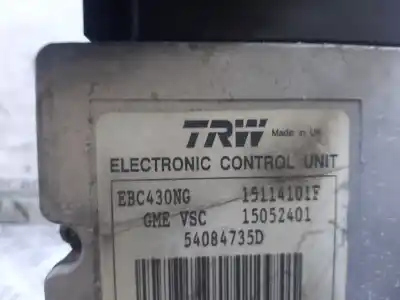 TRW Made in UK
ELECTRONIC CONTROL UNIT
EBC430NG 15114101F
GME VSC 15052401
54084735D